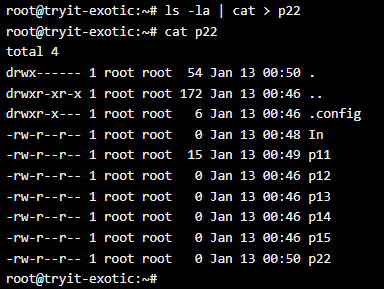 root@tryit-exotic:~# ls -la | cat > p22
root@tryit-exotic:~# cat p22
total 4
drwx------ 1 root root  54 Jan 13 00:50 .
drwxr-xr-x 1 root root 172 Jan 13 00:46 ..
drwxr-x--- 1 root root   6 Jan 13 00:46 .config
-rw-r--r-- 1 root root   0 Jan 13 00:48 In
-rw-r--r-- 1 root root  15 Jan 13 00:49 p11
-rw-r--r-- 1 root root   0 Jan 13 00:46 p12
-rw-r--r-- 1 root root   0 Jan 13 00:46 p13
-rw-r--r-- 1 root root   0 Jan 13 00:46 p14
-rw-r--r-- 1 root root   0 Jan 13 00:46 p15
-rw-r--r-- 1 root root   0 Jan 13 00:50 p22
root@tryit-exotic:~#